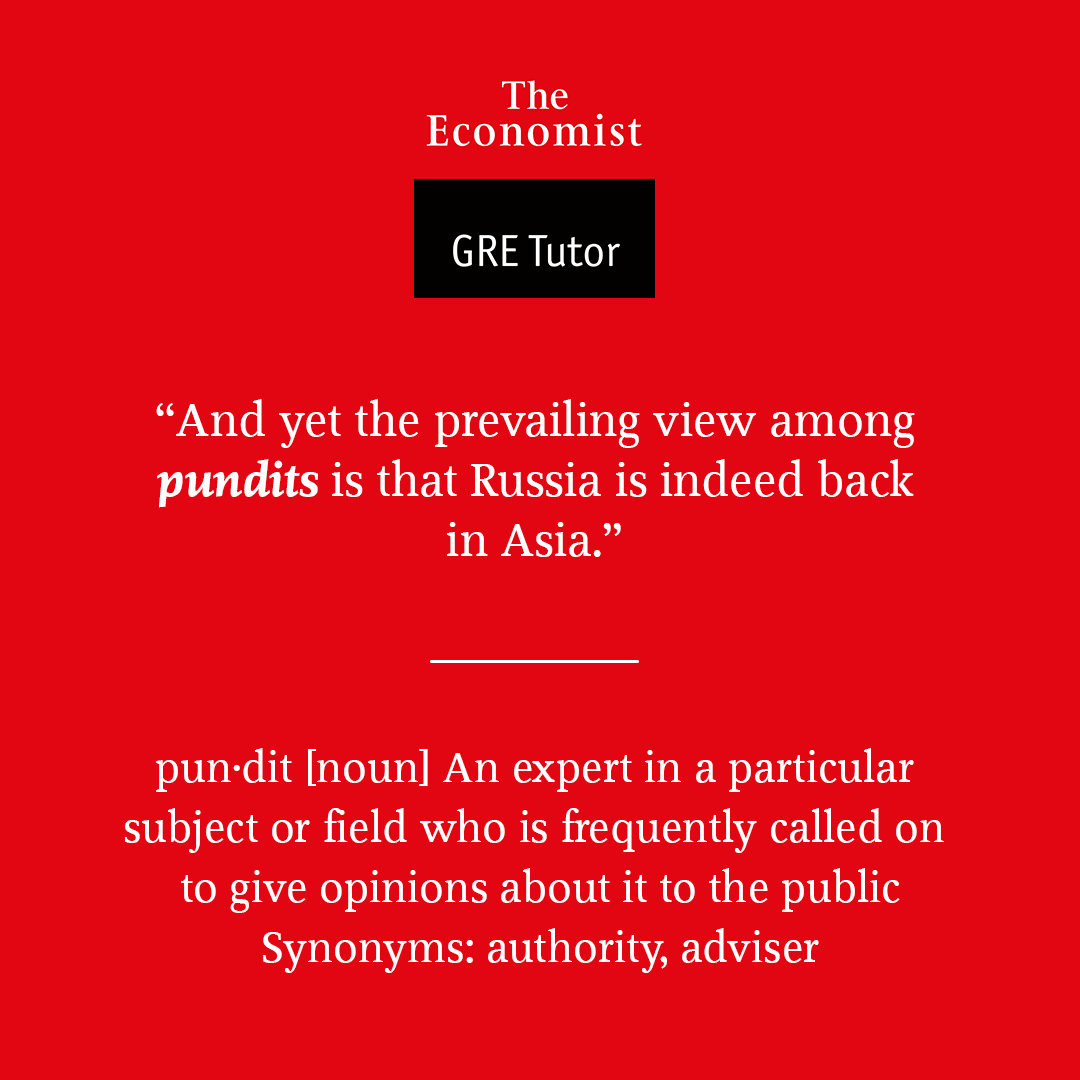 The
Economist
GRE Tutor
“And yet the prevailing view among
pundits is that Russia is indeed back
in Asia.”
pun·dit [noun] An expert in a particular
subject or field who is frequently called on
to give opinions about it to the public
Synonyms: authority, adviser